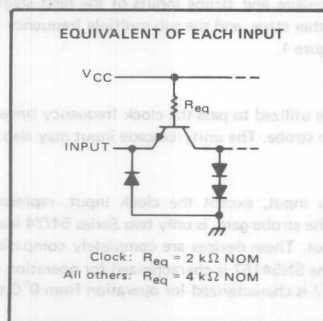 EQUIVALENT OF EACH INPUT
VCC
Req
INPUT
Clock: Req = 2 kΩ NOM
All others: Req = 4 kΩ NOM